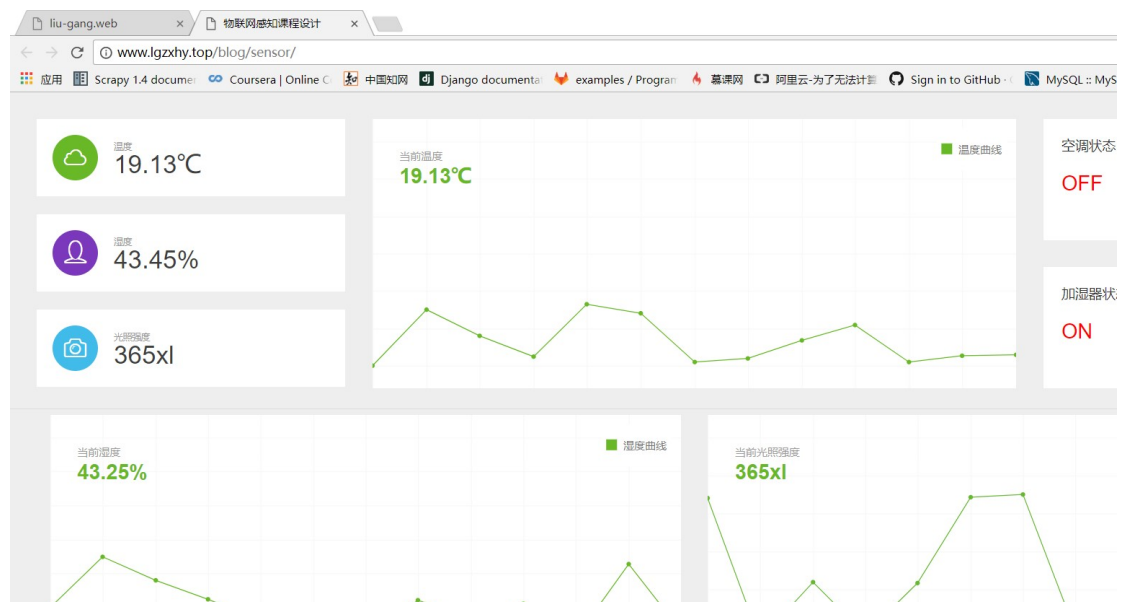 liu-gang.web
物联网感知课程设计
www.lgzxhy.top/blog/sensor/
应用 Scrapy 1.4 documen Coursera | Online C 中国知网 Django documenta examples / Program 慕课网 阿里云-为了无法计算 Sign in to GitHub · MySQL :: MyS
温度
19.13℃
湿度
43.45%
光照强度
365xl
当前温度
19.13℃
温度曲线
空调状态
OFF
加湿器状
ON
当前湿度
43.25%
湿度曲线
当前光照强度
365xl